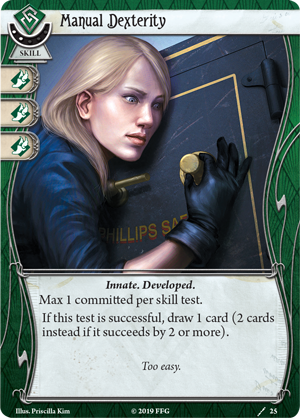 Manual Dexterity
SKILL
PHILLIPS SA
Innate. Developed.
Max 1 committed per skill test.
If this test is successful, draw 1 card (2 cards
instead if it succeeds by 2 or more).
Too easy.
Illus. Priscilla Kim
© 2019 FFG
25